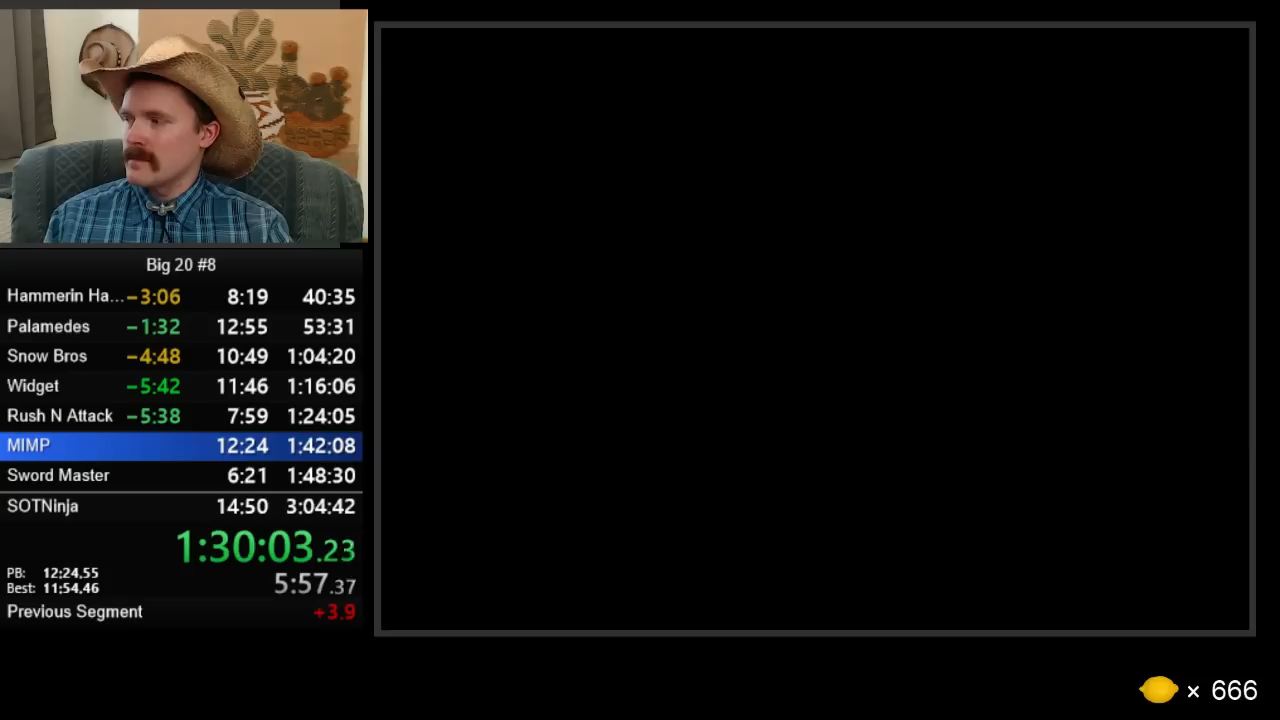 Big 20 #8
Hammerin Ha... -3:06 8:19 40:35
Palamedes -1:32 12:55 53:31
Snow Bros -4:48 10:49 1:04:20
Widget -5:42 11:46 1:16:06
Rush N Attack -5:38 7:59 1:24:05
MIMP 12:24 1:42:08
Sword Master 6:21 1:48:30
SOTNinja 14:50 3:04:42
1:30:03.23
PB: 12:24.55
5:57.37
Best: 11:54.46
Previous Segment +3.9
× 666